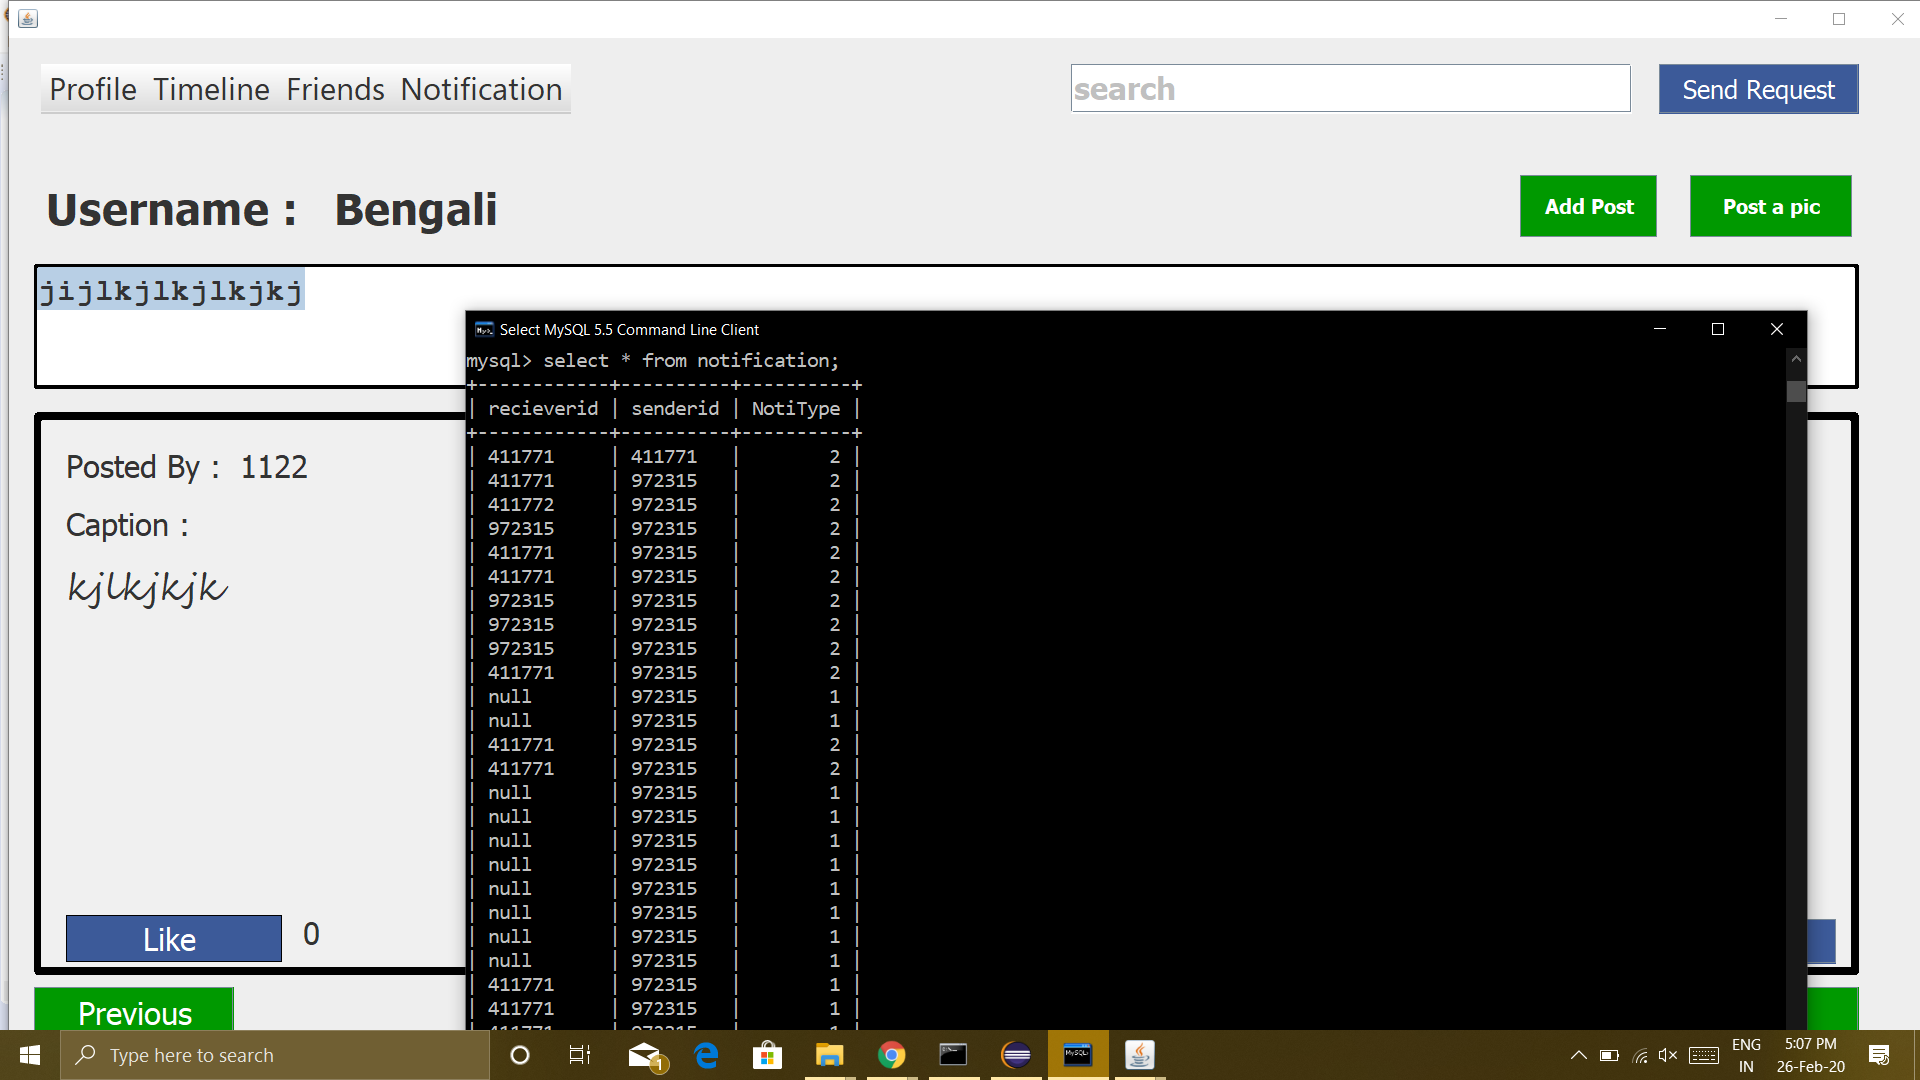 Profile Timeline Friends Notification
search
Send Request
Username : Bengali
Add Post
Post a pic
jijlkjlkjlkjkj
Select MySQL 5.5 Command Line Client
mysql> select * from notification;
+------------+----------+----------+
| recieverid | senderid | NotiType |
+------------+----------+----------+
| 411771 | 411771 | 2 |
| 411771 | 972315 | 2 |
| 411772 | 972315 | 2 |
| 972315 | 972315 | 2 |
| 411771 | 972315 | 2 |
| 411771 | 972315 | 2 |
| 972315 | 972315 | 2 |
| 972315 | 972315 | 2 |
| 972315 | 972315 | 2 |
| 411771 | 972315 | 2 |
| null | 972315 | 1 |
| null | 972315 | 1 |
| 411771 | 972315 | 2 |
| 411771 | 972315 | 2 |
| null | 972315 | 1 |
| null | 972315 | 1 |
| null | 972315 | 1 |
| null | 972315 | 1 |
| null | 972315 | 1 |
| null | 972315 | 1 |
| null | 972315 | 1 |
| null | 972315 | 1 |
| 411771 | 972315 | 1 |
| 411771 | 972315 | 1 |
Posted By : 1122
Caption :
kjlkjkjk
Like
0
Previous
Type here to search
1
MySQL
ENG
IN
5:07 PM
26-Feb-20